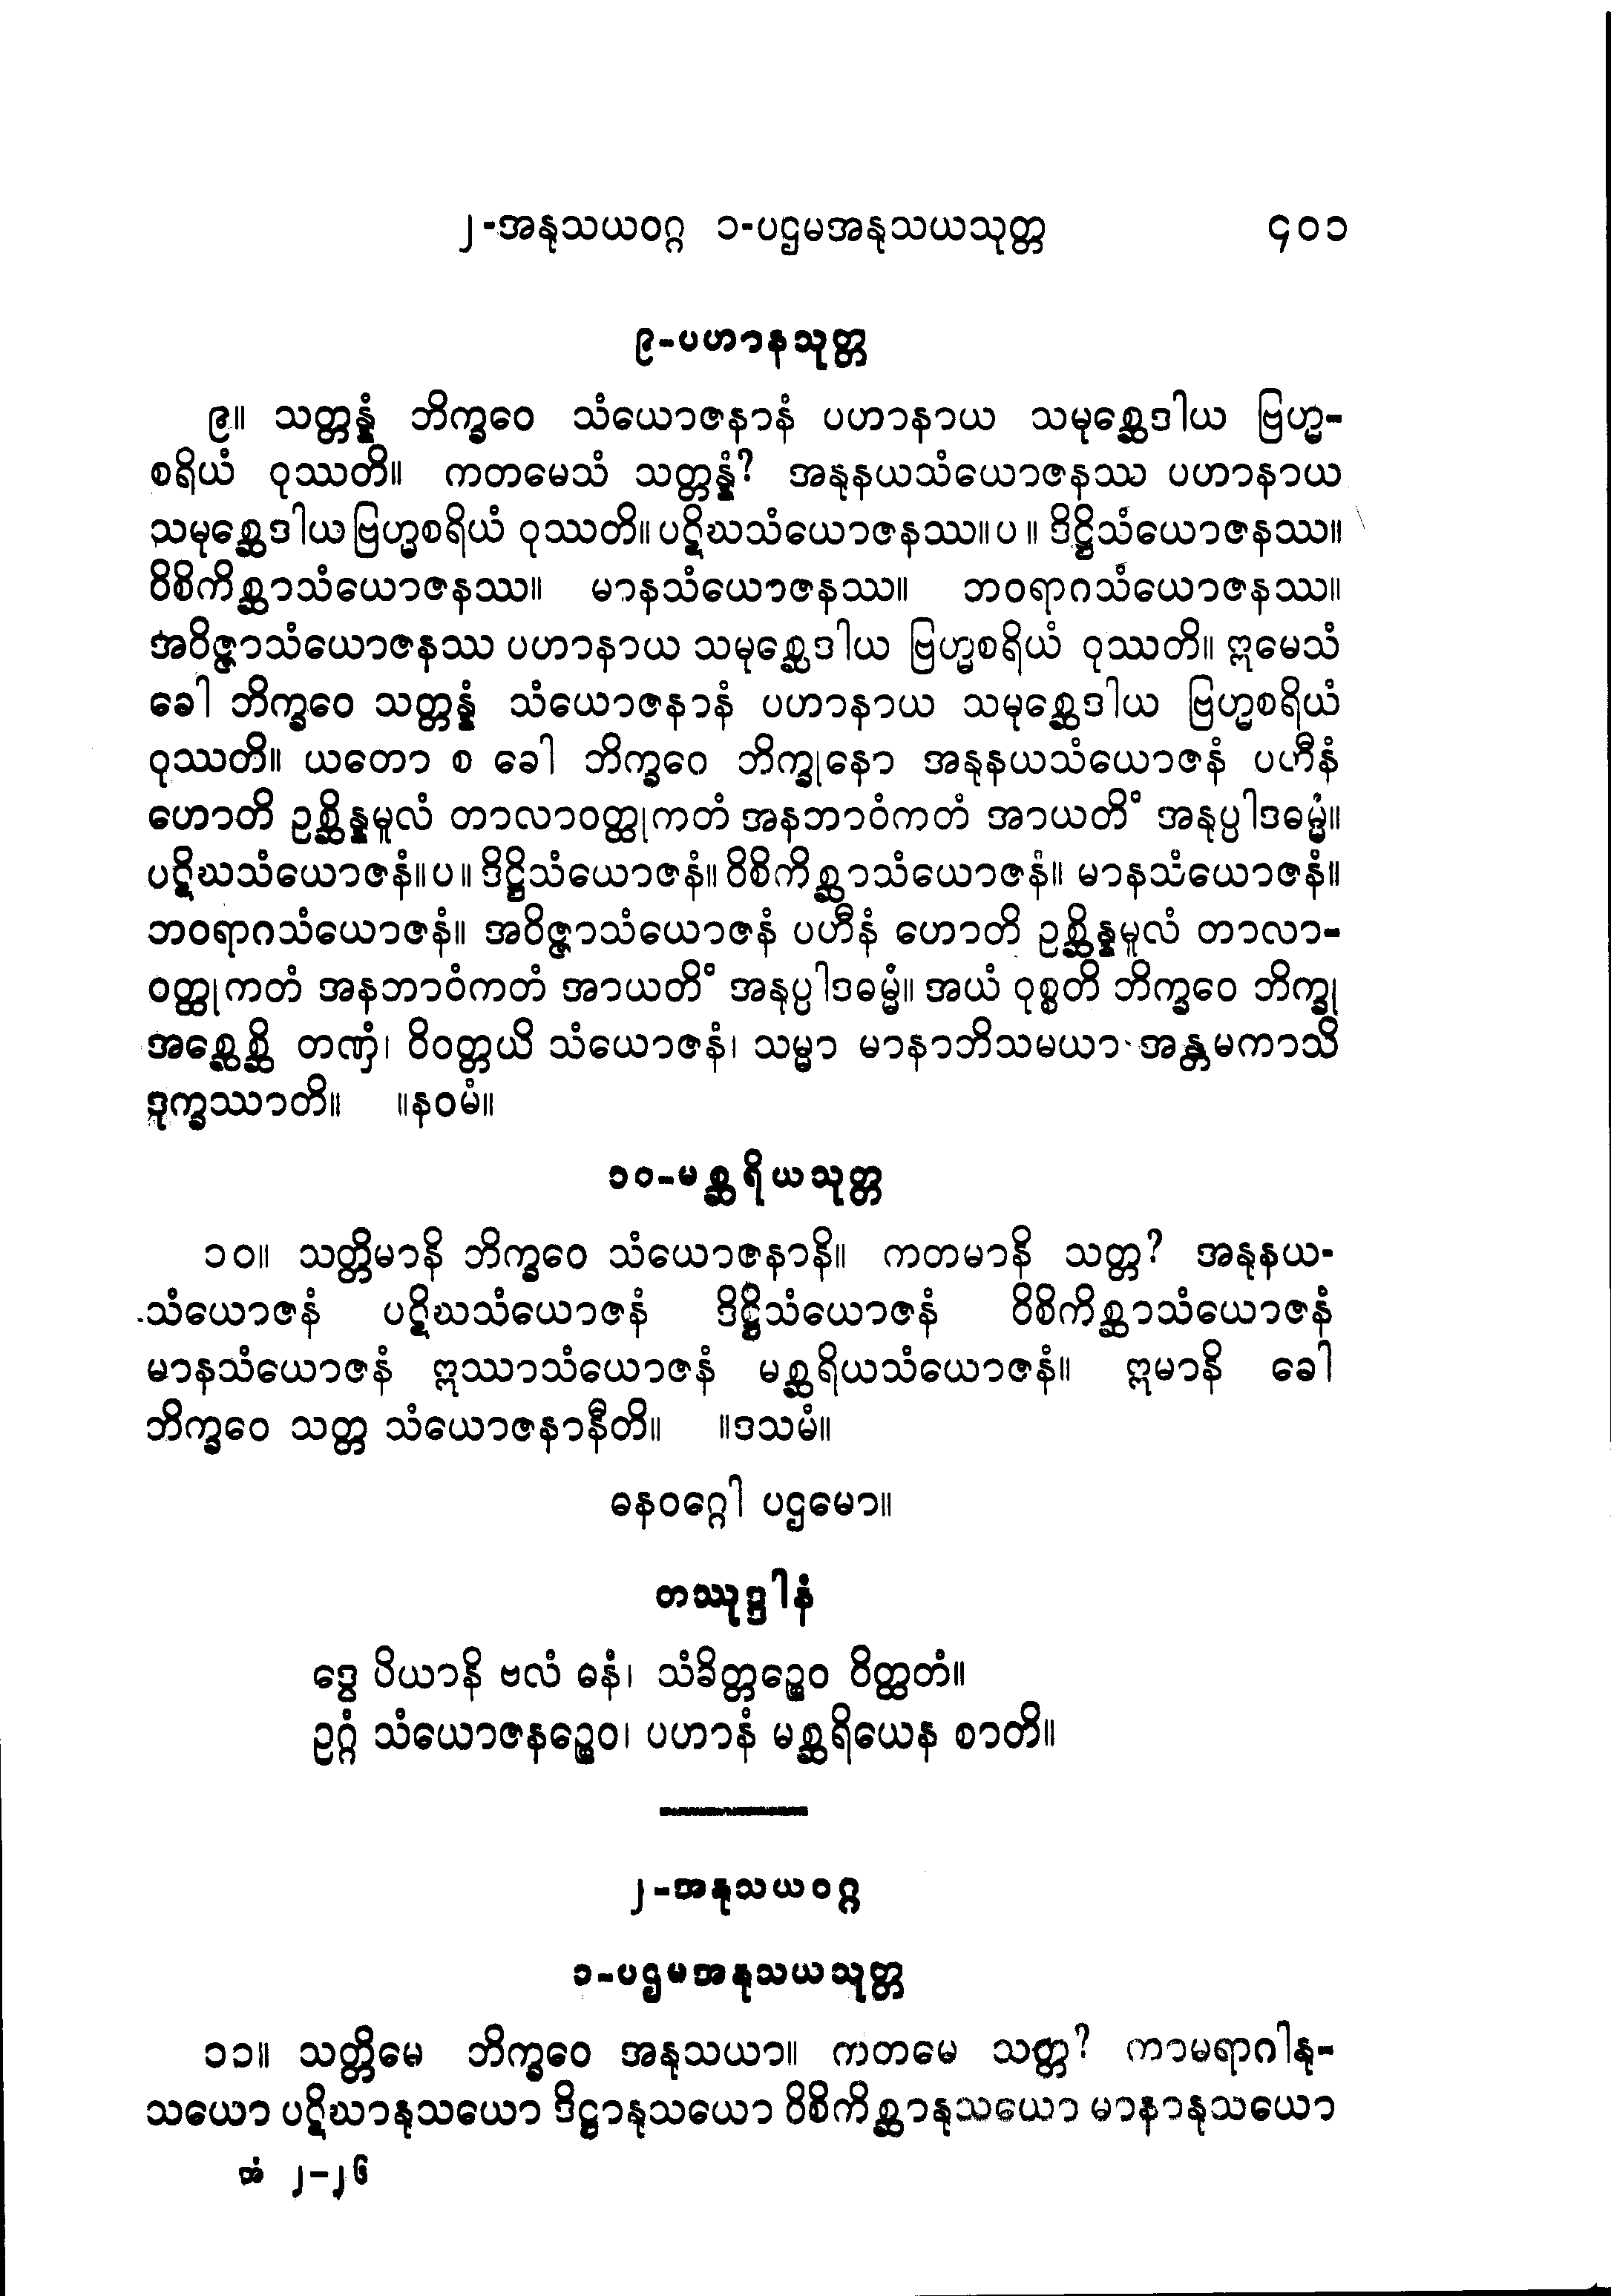 ၂-အနုသယဝဂ္ဂ ၁-ပဌမအနုသယသုတ္တ ၄၀၁
၉-ပဟာနသုတ္တ
၉။ သတ္တန္နံ ဘိက္ခဝေ သံယောဇနာနံ ပဟာနာယ သမုစ္ဆေဒါယ ဗြဟ္မ-
စရိယံ ဝုဿတိ။ ကတမေသံ သတ္တန္နံ? အနုနယသံယောဇနဿ ပဟာနာယ
သမုစ္ဆေဒါယ ဗြဟ္မစရိယံ ဝုဿတိ။ ပဋိဃသံယောဇနဿ။ပ။ ဒိဋ္ဌိသံယောဇနဿ။
ဝိစိကိစ္ဆာသံယောဇနဿ။ မာနသံယောဇနဿ။ ဘဝရာဂသံယောဇနဿ။
အဝိဇ္ဇာသံယောဇနဿ ပဟာနာယ သမုစ္ဆေဒါယ ဗြဟ္မစရိယံ ဝုဿတိ။ ဣမေသံ
ခေါ ဘိက္ခဝေ သတ္တန္နံ သံယောဇနာနံ ပဟာနာယ သမုစ္ဆေဒါယ ဗြဟ္မစရိယံ
ဝုဿတိ။ ယတော စ ခေါ ဘိက္ခဝေ ဘိက္ခုနော အနုနယသံယောဇနံ ပဟီနံ
ဟောတိ ဥစ္ဆိန္နမူလံ တာလာဝတ္ထုကတံ အနဘာဝံကတံ အာယတိံ အနုပ္ပါဒဓမ္မံ။
ပဋိဃသံယောဇနံ။ပ။ ဒိဋ္ဌိသံယောဇနံ။ ဝိစိကိစ္ဆာသံယောဇနံ။ မာနသံယောဇနံ။
ဘဝရာဂသံယောဇနံ။ အဝိဇ္ဇာသံယောဇနံ ပဟီနံ ဟောတိ ဥစ္ဆိန္နမူလံ တာလာ-
ဝတ္ထုကတံ အနဘာဝံကတံ အာယတိံ အနုပ္ပါဒဓမ္မံ။ အယံ ဝုစ္စတိ ဘိက္ခဝေ ဘိက္ခု
အစ္ဆေစ္ဆိ တဏှံ၊ ဝိဝတ္တယိ သံယောဇနံ၊ သမ္မာ မာနာဘိသမယာ အန္တမကာသိ
ဒုက္ခဿာတိ။ ။နဝမံ။
၁၀-မစ္ဆရိယသုတ္တ
၁၀။ သတ္တိမာနိ ဘိက္ခဝေ သံယောဇနာနိ။ ကတမာနိ သတ္တ? အနုနယ-
သံယောဇနံ ပဋိဃသံယောဇနံ ဒိဋ္ဌိသံယောဇနံ ဝိစိကိစ္ဆာသံယောဇနံ
မာနသံယောဇနံ ဣဿာသံယောဇနံ မစ္ဆရိယသံယောဇနံ။ ဣမာနိ ခေါ
ဘိက္ခဝေ သတ္တ သံယောဇနာနီတိ။ ။ဒသမံ။
ဓနဝဂ္ဂေါ ပဌမော။
တဿုဒ္ဒါနံ
ဒွေ ပိယာနိ ဗလံ ဓနံ၊ သံခိတ္တဉ္စေဝ ဝိတ္ထတံ။
ဥဂ္ဂံ သံယောဇနဉ္စေဝ၊ ပဟာနံ မစ္ဆရိယေန စာတိ။
၂-အနုသယဝဂ္ဂ
၁-ပဌမအနုသယသုတ္တ
၁၁။ သတ္တိမေ ဘိက္ခဝေ အနုသယာ။ ကတမေ သတ္တ? ကာမရာဂါနု-
သယော ပဋိဃာနုသယော ဒိဋ္ဌာနုသယော ဝိစိကိစ္ဆာနုသယော မာနာနုသယော
အံ ၂-၂၆